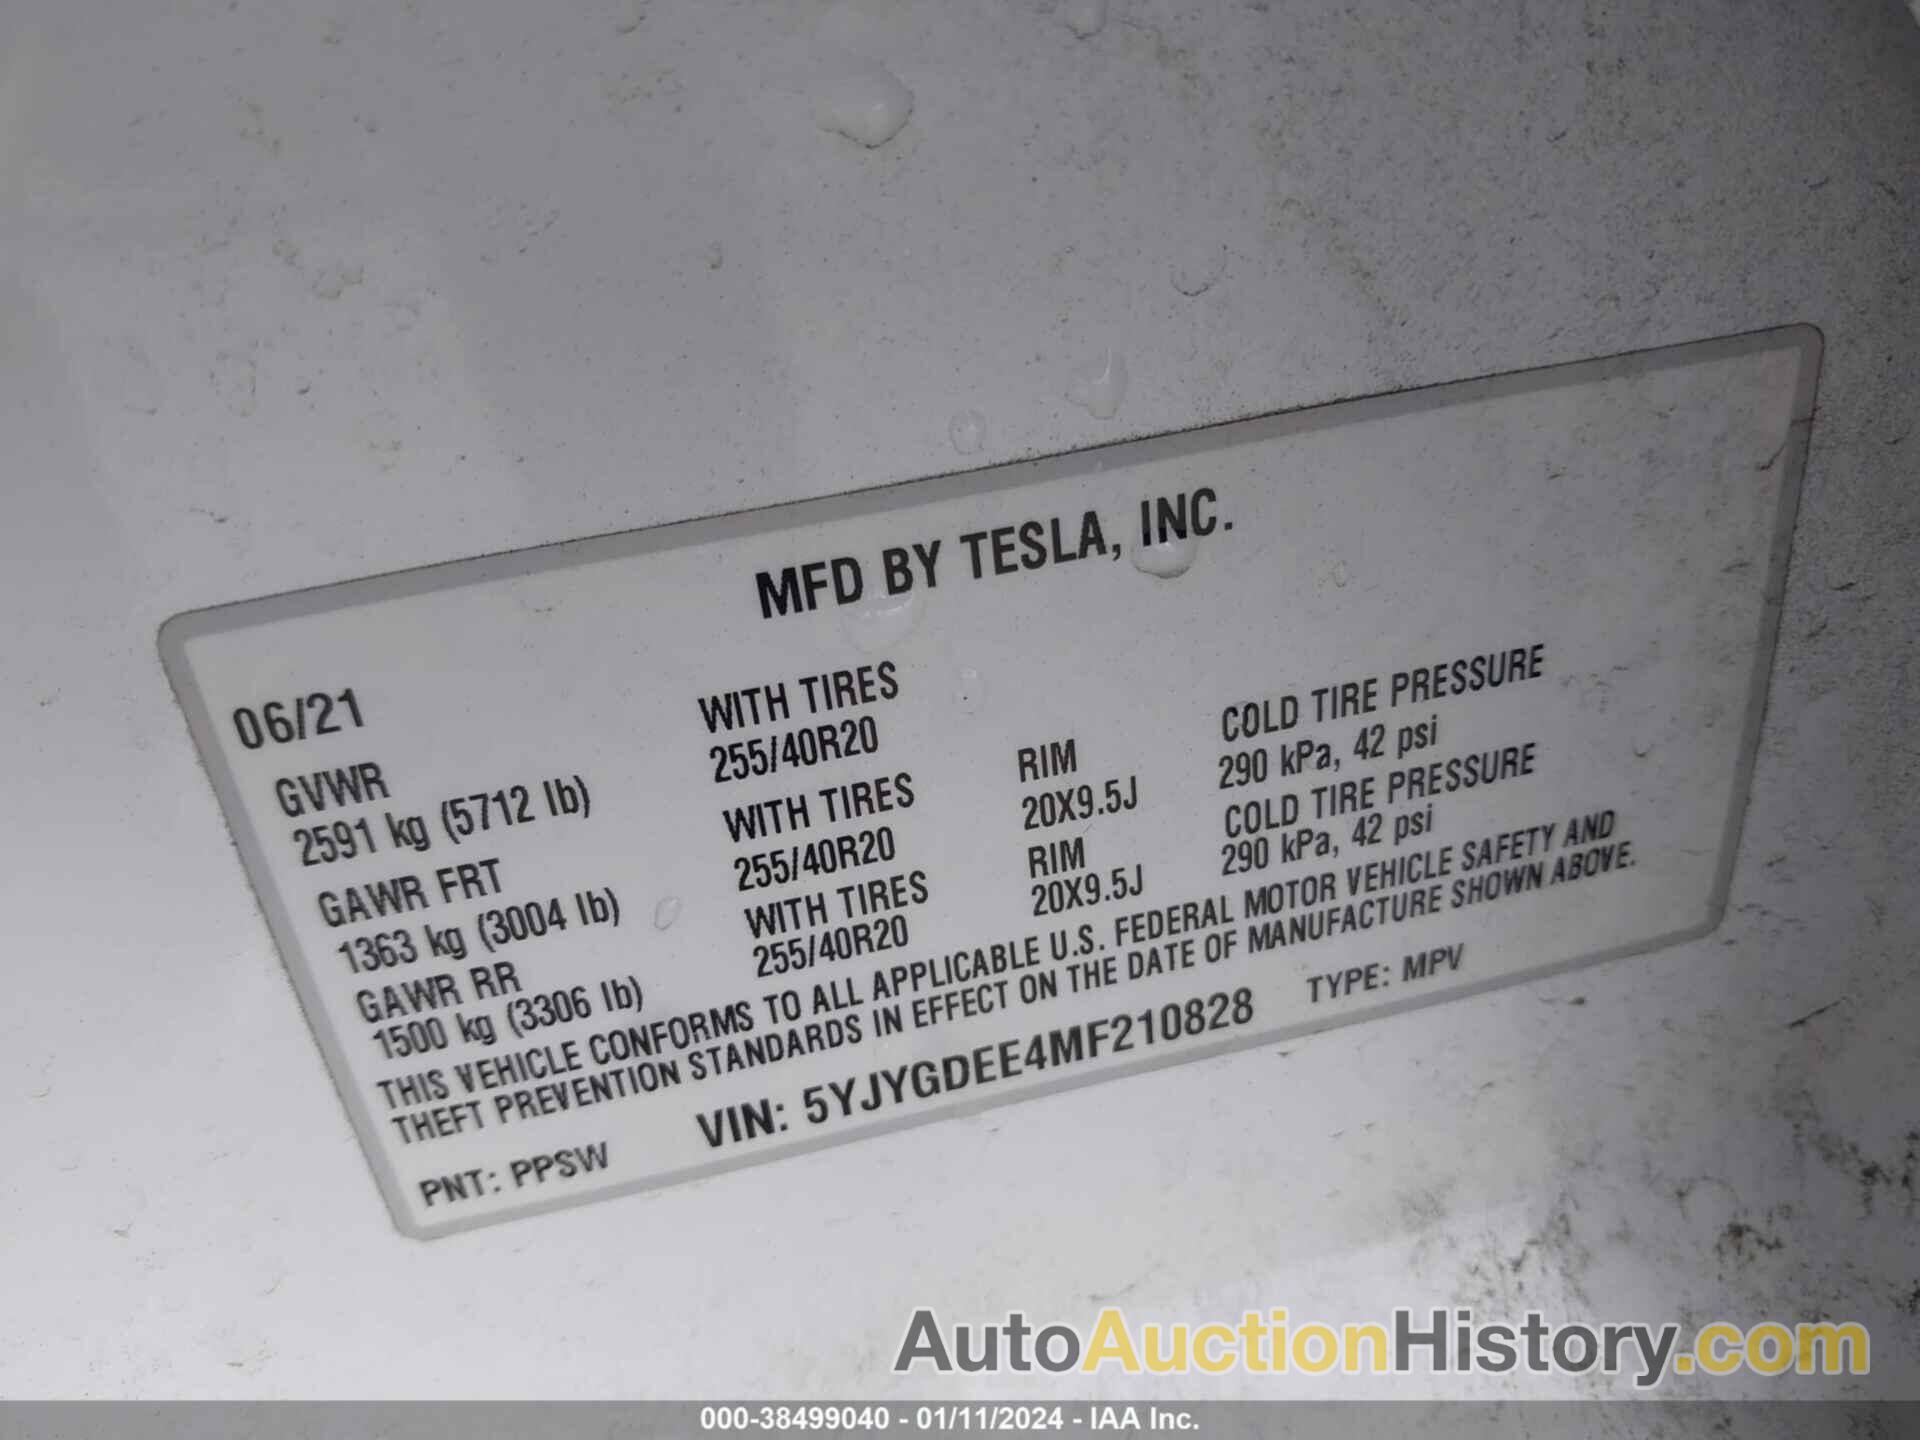 MFD BY TESLA, INC.
06/21
GVWR
2591 kg (5712 lb)
WITH TIRES
255/40R20
GAWR FRT
1363 kg (3004 lb)
WITH TIRES
255/40R20
RIM
20X9.5J
COLD TIRE PRESSURE
290 kPa, 42 psi
GAWR RR
1500 kg (3306 lb)
WITH TIRES
255/40R20
RIM
20X9.5J
COLD TIRE PRESSURE
290 kPa, 42 psi
THIS VEHICLE CONFORMS TO ALL APPLICABLE U.S. FEDERAL MOTOR VEHICLE SAFETY AND
THEFT PREVENTION STANDARDS IN EFFECT ON THE DATE OF MANUFACTURE SHOWN ABOVE.
PNT: PPSW VIN: 5YJYGDEE4MF210828 TYPE: MPV
AutoAuctionHistory.com
000-38499040 - 01/11/2024 - IAA Inc.